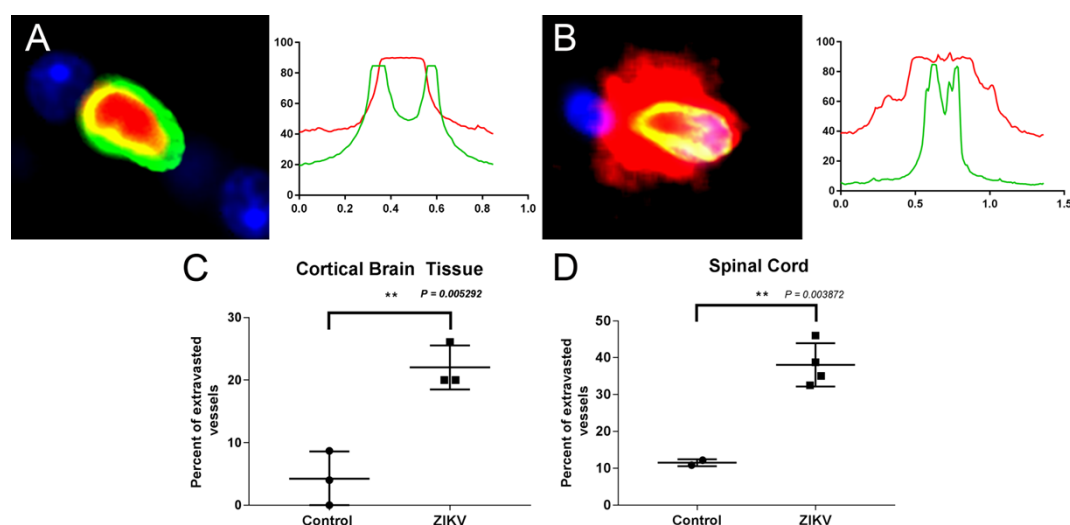 A
100
80
60
40
20
0
0.0 0.2 0.4 0.6 0.8 1.0
B
100
80
60
40
20
0
0.0 0.5 1.0 1.5
C
Cortical Brain Tissue
** P = 0.005292
Percent of extravasted
vessels
30
20
10
0
Control ZIKV
D
Spinal Cord
** P = 0.003872
Percent of extravasted
vessels
50
40
30
20
10
0
Control ZIKV